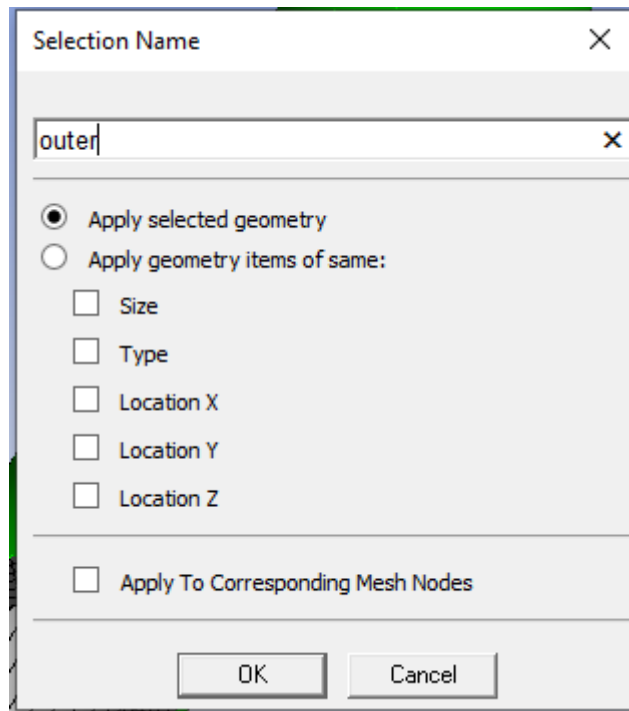 Selection Name
outer
Apply selected geometry
Apply geometry items of same:
Size
Type
Location X
Location Y
Location Z
Apply To Corresponding Mesh Nodes
OK
Cancel